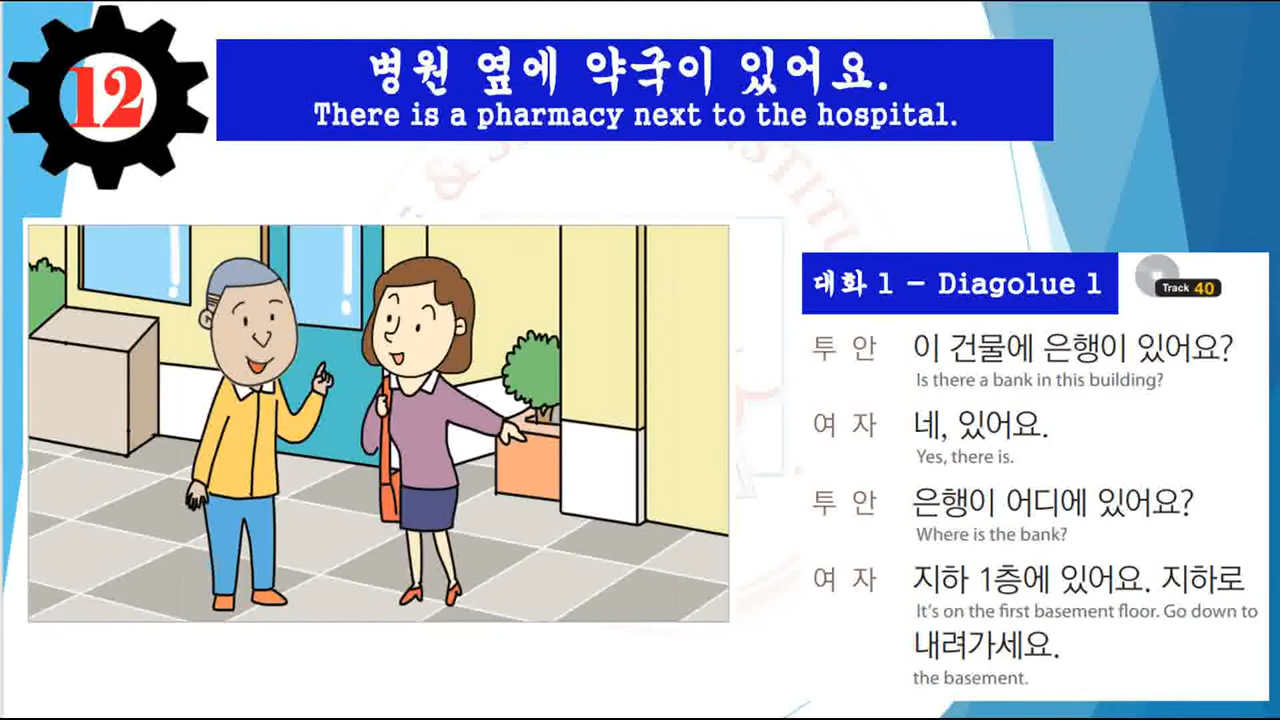 12
병원 옆에 약국이 있어요.
There is a pharmacy next to the hospital.
대화 1 – Diagolue 1
Track 40
투 안 이 건물에 은행이 있어요?
Is there a bank in this building?
여 자 네, 있어요.
Yes, there is.
투 안 은행이 어디에 있어요?
Where is the bank?
여 자 지하 1층에 있어요. 지하로
It's on the first basement floor. Go down to
내려가세요.
the basement.